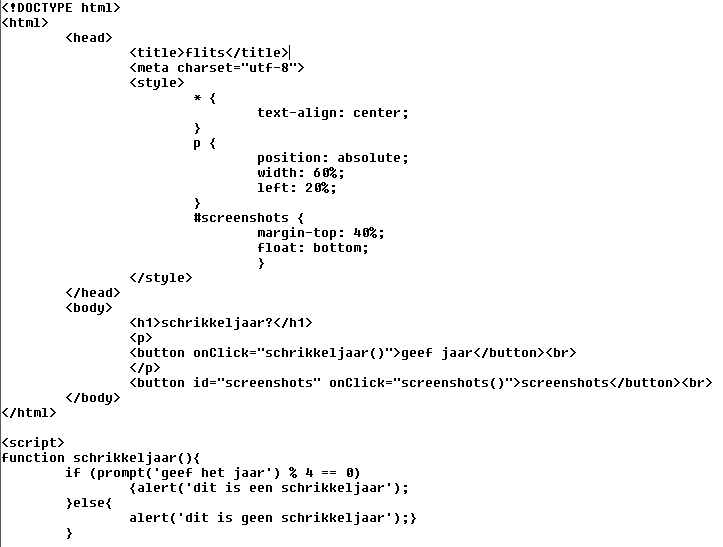 <!DOCTYPE html>
<html>
	<head>
		<title>flits</title>
		<meta charset="utf-8">
		<style>
			* {
				text-align: center;
			}
			p {
				position: absolute;
				width: 60%;
				left: 20%;
			}
			#screenshots {
				margin-top: 40%;
				float: bottom;
				}
		</style>
	</head>
	<body>
		<h1>schrikkeljaar?</h1>
		<p>
		<button onClick="schrikkeljaar()">geef jaar</button><br>
		</p>
		<button id="screenshots" onClick="screenshots()">screenshots</button><br>
	</body>
</html>

<script>
function schrikkeljaar(){
	if (prompt('geef het jaar') % 4 == 0)
		{alert('dit is een schrikkeljaar');
	}else{
		alert('dit is geen schrikkeljaar');}
	}